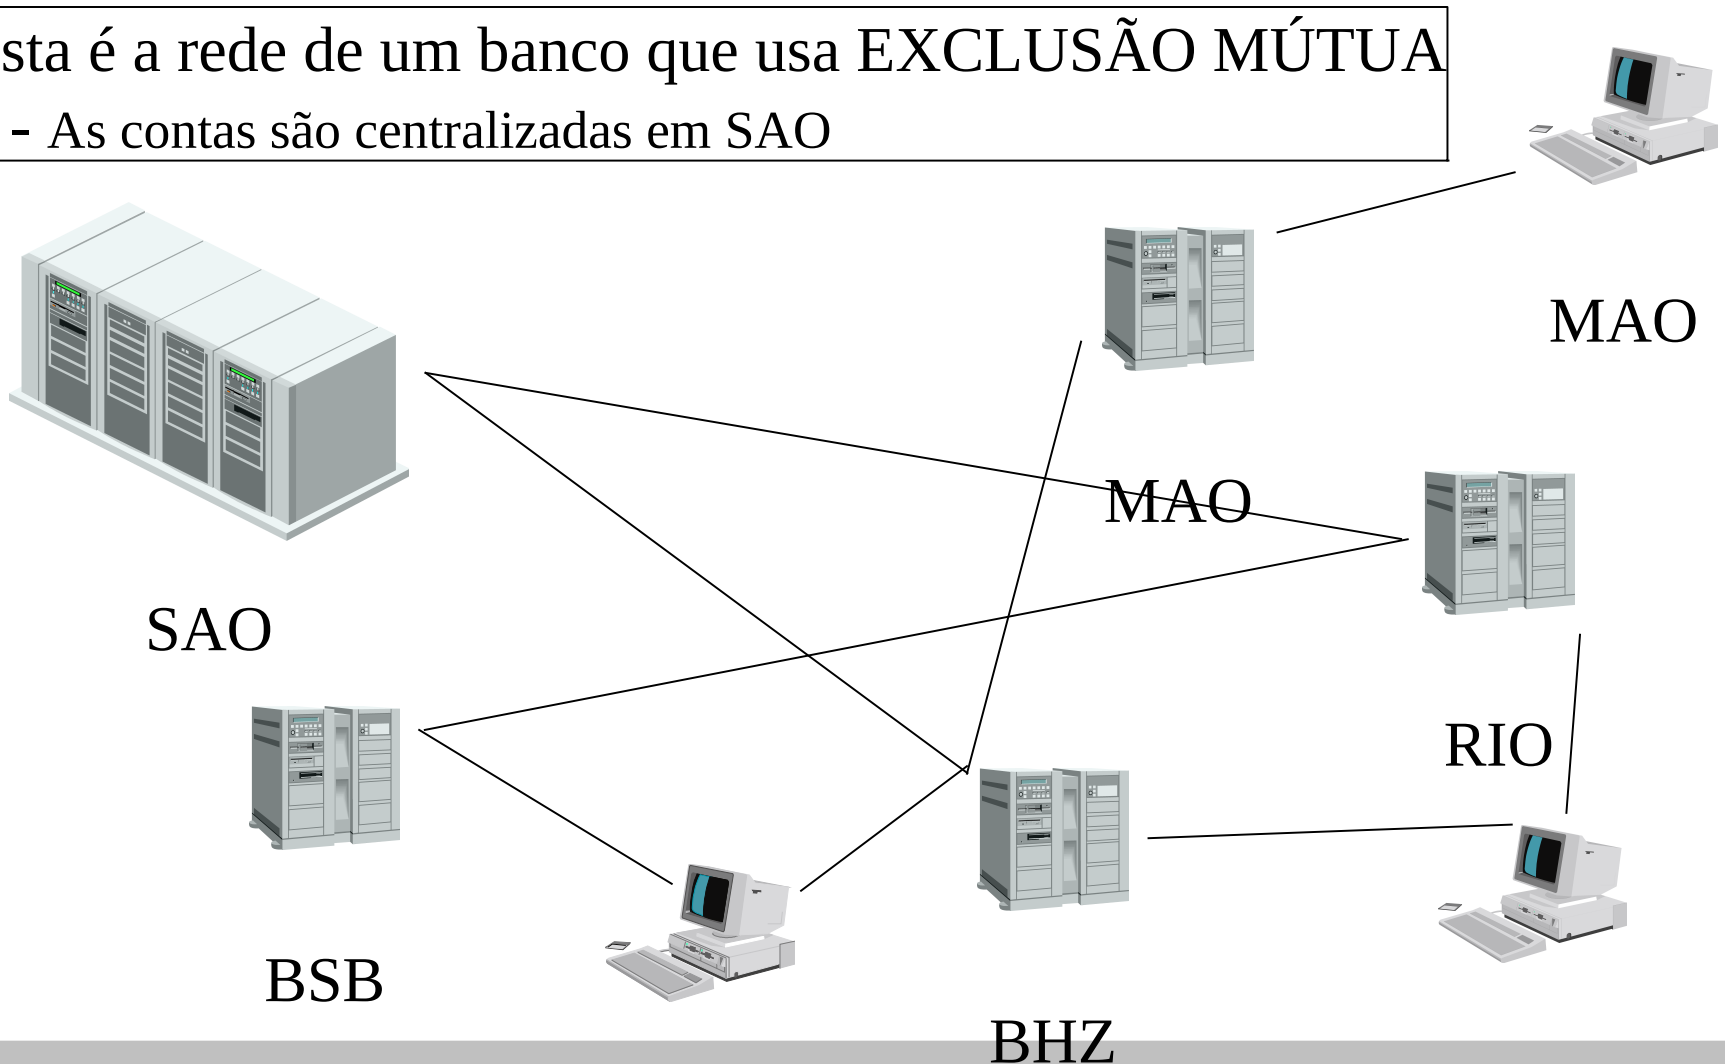 sta é a rede de um banco que usa EXCLUSÃO MÚTUA
- As contas são centralizadas em SAO
MAO
MAO
SAO
RIO
BSB
BHZ